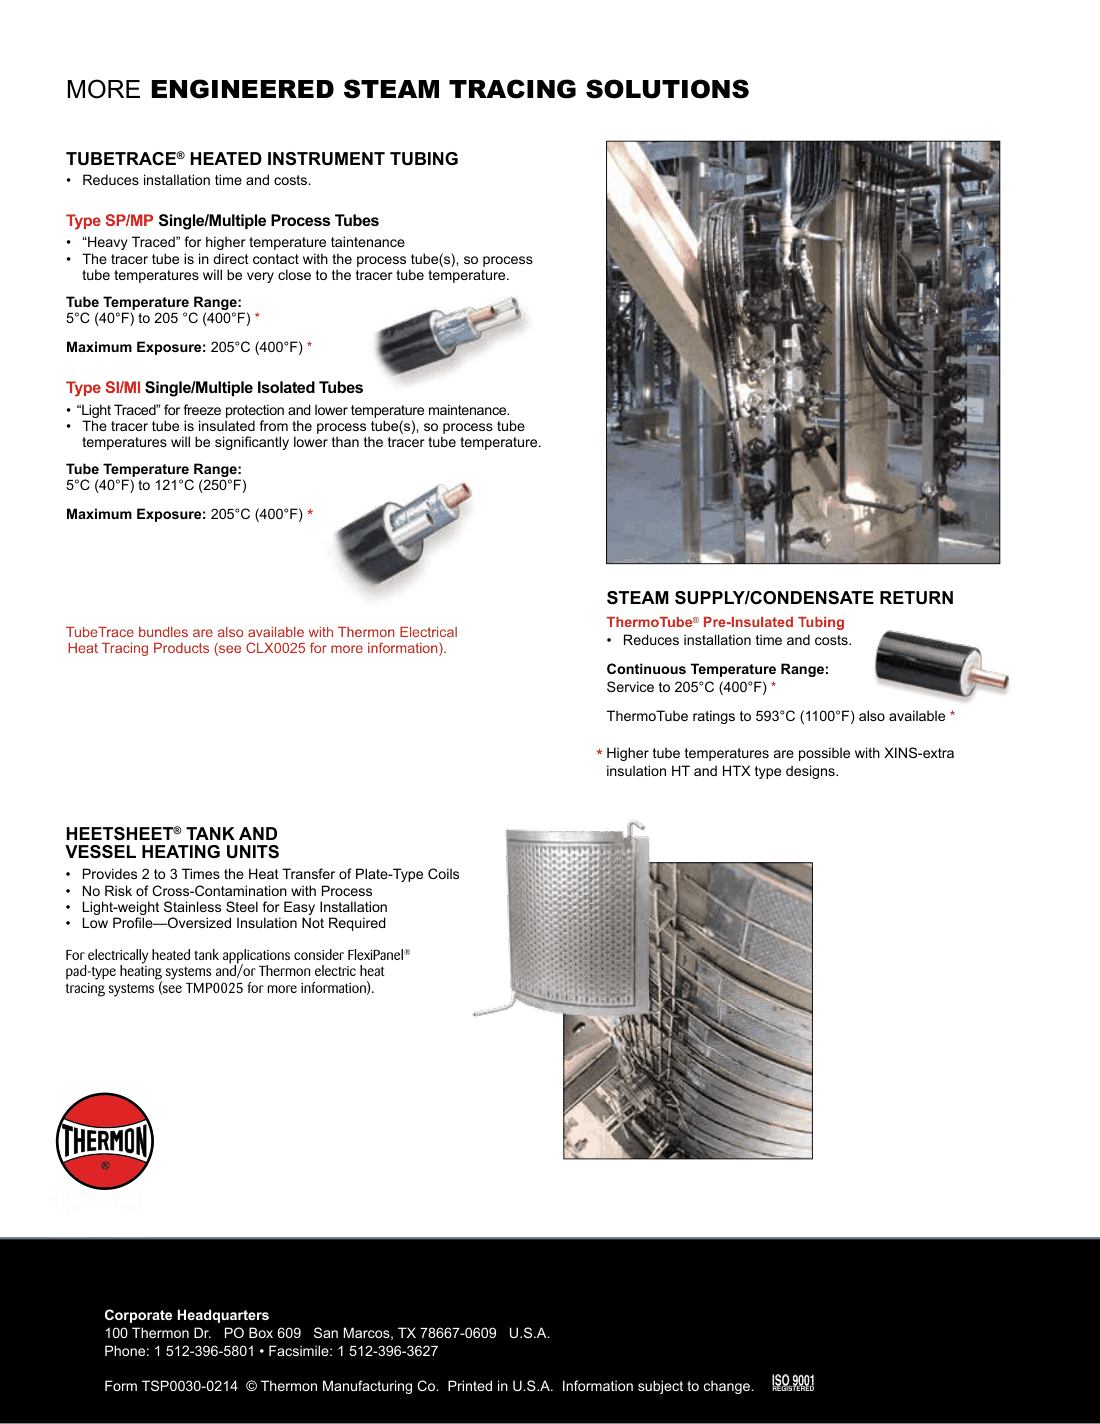 MORE ENGINEERED STEAM TRACING SOLUTIONS
TUBETRACE® HEATED INSTRUMENT TUBING
• Reduces installation time and costs.
Type SP/MP Single/Multiple Process Tubes
• “Heavy Traced” for higher temperature taintenance
• The tracer tube is in direct contact with the process tube(s), so process
tube temperatures will be very close to the tracer tube temperature.
Tube Temperature Range:
5°C (40°F) to 205 °C (400°F) *
Maximum Exposure: 205°C (400°F) *
Type SI/MI Single/Multiple Isolated Tubes
• “Light Traced” for freeze protection and lower temperature maintenance.
• The tracer tube is insulated from the process tube(s), so process tube
temperatures will be significantly lower than the tracer tube temperature.
Tube Temperature Range:
5°C (40°F) to 121°C (250°F)
Maximum Exposure: 205°C (400°F) *
TubeTrace bundles are also available with Thermon Electrical
Heat Tracing Products (see CLX0025 for more information).
STEAM SUPPLY/CONDENSATE RETURN
ThermoTube® Pre-Insulated Tubing
• Reduces installation time and costs.
Continuous Temperature Range:
Service to 205°C (400°F) *
ThermoTube ratings to 593°C (1100°F) also available *
* Higher tube temperatures are possible with XINS-extra
insulation HT and HTX type designs.
HEETSHEET® TANK AND
VESSEL HEATING UNITS
• Provides 2 to 3 Times the Heat Transfer of Plate-Type Coils
• No Risk of Cross-Contamination with Process
• Light-weight Stainless Steel for Easy Installation
• Low Profile—Oversized Insulation Not Required
For electrically heated tank applications consider FlexiPanel®
pad-type heating systems and/or Thermon electric heat
tracing systems (see TMP0025 for more information).
THERMON
®
Corporate Headquarters
100 Thermon Dr. PO Box 609 San Marcos, TX 78667-0609 U.S.A.
Phone: 1 512-396-5801 • Facsimile: 1 512-396-3627
Form TSP0030-0214 © Thermon Manufacturing Co. Printed in U.S.A. Information subject to change.
ISO 9001
REGISTERED